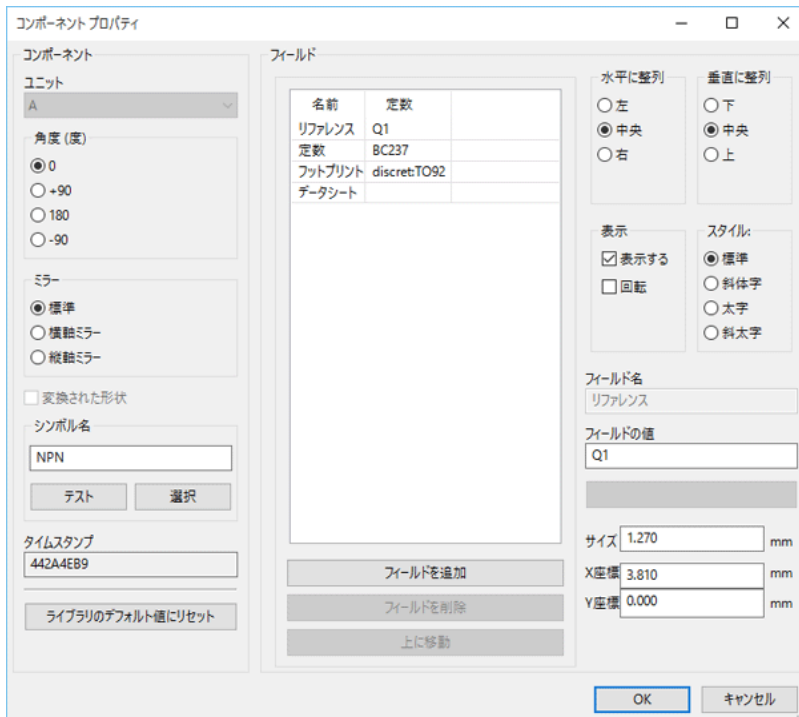 コンポーネント プロパティ
コンポーネント
ユニット
A
角度 (度)
0
+90
180
-90
ミラー
標準
横軸ミラー
縦軸ミラー
変換された形状
シンボル名
NPN
テスト 選択
タイムスタンプ
442A4EB9
ライブラリのデフォルト値にリセット
フィールド
名前 定数
リファレンス Q1
定数 BC237
フットプリント discret:TO92
データシート
フィールドを追加
フィールドを削除
上に移動
水平に整列
左
中央
右
垂直に整列
下
中央
上
表示
表示する
回転
スタイル:
標準
斜体字
太字
斜太字
フィールド名
リファレンス
フィールドの値
Q1
サイズ 1.270 mm
X座標 3.810 mm
Y座標 0.000 mm
OK キャンセル